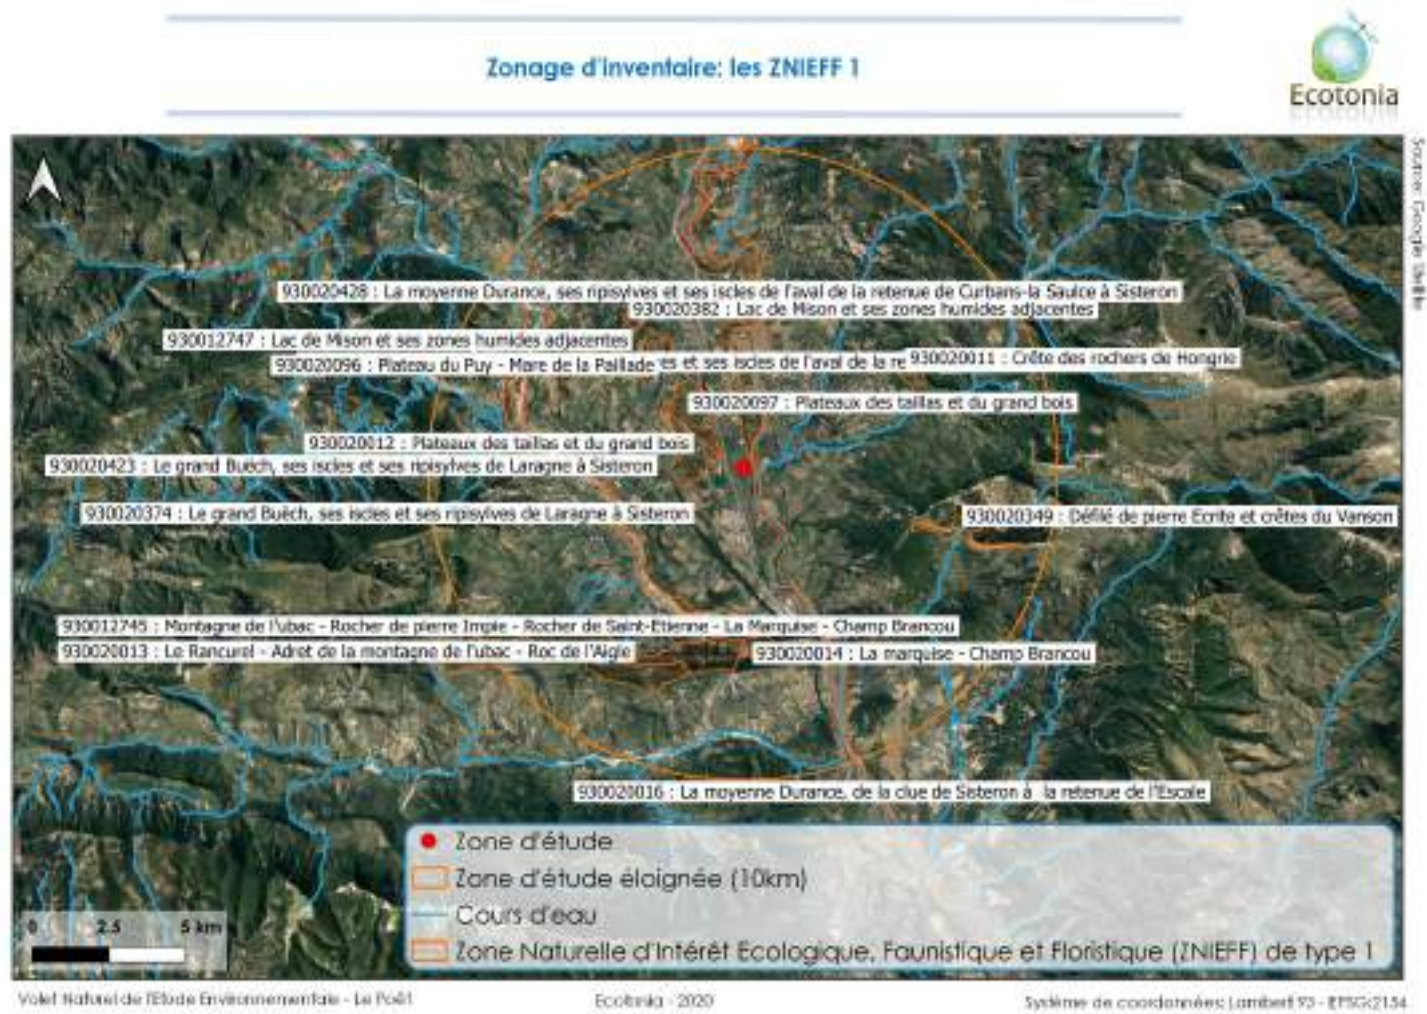 Zonage d'inventaire: les ZNIEFF 1
Ecotonia
930020428 : La moyenne Durance, ses ripisylves et ses iscles de l'aval de la retenue de Curbans-la Saulce à Sisteron
930020382 : Lac de Mison et ses zones humides adjacentes
930012747 : Lac de Mison et ses zones humides adjacentes
930020096 : Plateau du Puy - Mare de la Paillade
es et ses iscles de l'aval de la re
930020011 : Crête des rochers de Hongrie
930020097 : Plateaux des taillas et du grand bois
930020012 : Plateaux des taillas et du grand bois
930020423 : Le grand Buëch, ses iscles et ses ripisylves de Laragne à Sisteron
930020374 : Le grand Buëch, ses iscles et ses ripisylves de Laragne à Sisteron
930020349 : Défilé de pierre Ecrite et crêtes du Vanson
930012745 : Montagne de l'ubac - Rocher de pierre Impie - Rocher de Saint-Etienne - La Marquise - Champ Brancou
930020013 : Le Rancurel - Adret de la montagne de l'ubac - Roc de l'Aigle
930020014 : La marquise - Champ Brancou
930020016 : La moyenne Durance, de la clue de Sisteron à la retenue de l'Escale
Zone d'étude
Zone d'étude éloignée (10km)
Cours d'eau
Zone Naturelle d'Intérêt Ecologique, Faunistique et Floristique (ZNIEFF) de type 1
0 2.5 5 km
Volet Naturel de l'Etude Environnementale - Le Poët
Ecotonia - 2020
Système de coordonnées: Lambert 93 - EPSG:2154
Source: Google